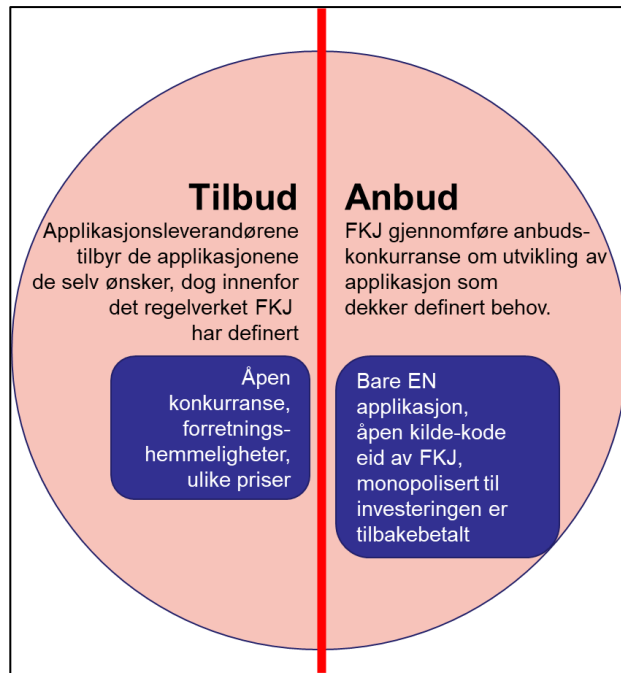 Tilbud
Applikasjonsleverandørene
tilbyr de applikasjonene
de selv ønsker, dog innenfor
det regelverket FKJ
har definert
Åpen
konkurranse,
forretnings-
hemmeligheter,
ulike priser
Anbud
FKJ gjennomføre anbuds-
konkurranse om utvikling av
applikasjon som
dekker definert behov.
Bare EN
applikasjon,
åpen kilde-kode
eid av FKJ,
monopolisert til
investeringen er
tilbakebetalt